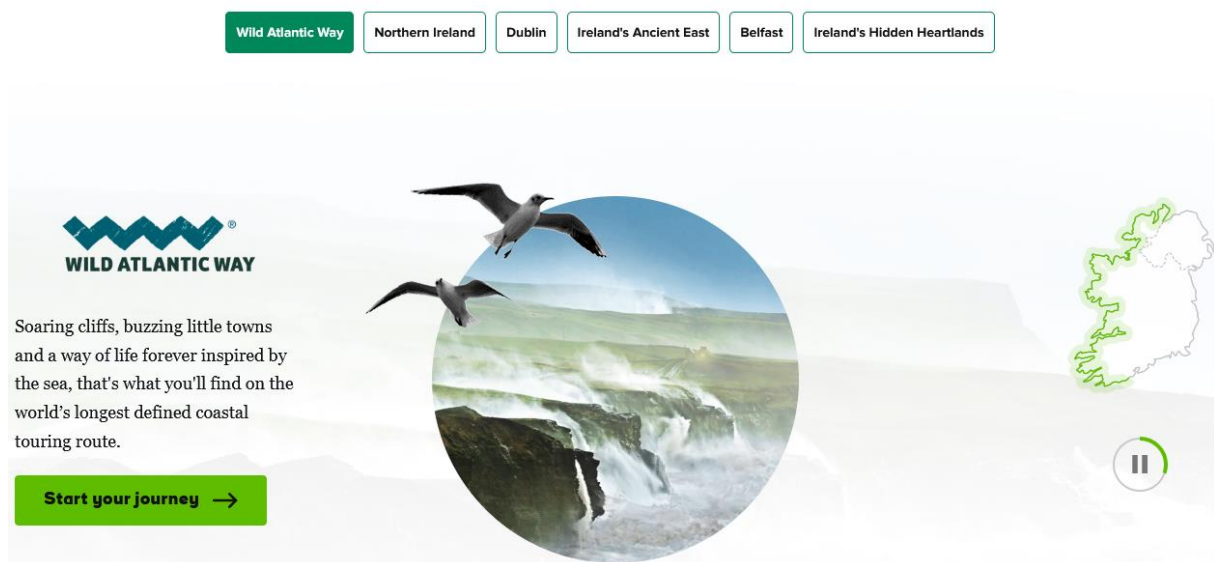 Wild Atlantic Way
Northern Ireland
Dublin
Ireland's Ancient East
Belfast
Ireland's Hidden Heartlands
®
WILD ATLANTIC WAY
Soaring cliffs, buzzing little towns
and a way of life forever inspired by
the sea, that's what you'll find on the
world’s longest defined coastal
touring route.
Start your journey →